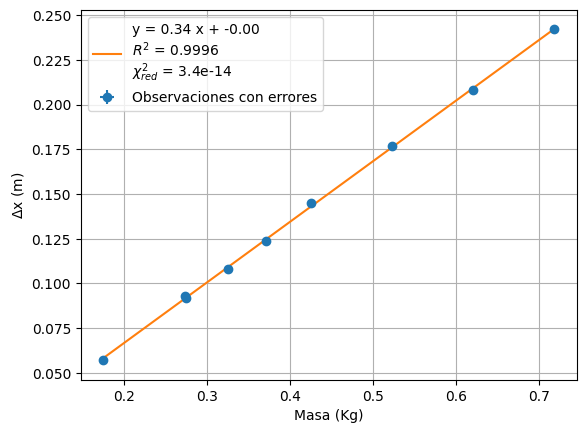 y = 0.34 x + -0.00
R² = 0.9996
χ²red = 3.4e-14
Observaciones con errores
0.250
0.225
0.200
0.175
0.150
0.125
0.100
0.075
0.050
Δx (m)
0.2
0.3
0.4
0.5
0.6
0.7
Masa (Kg)